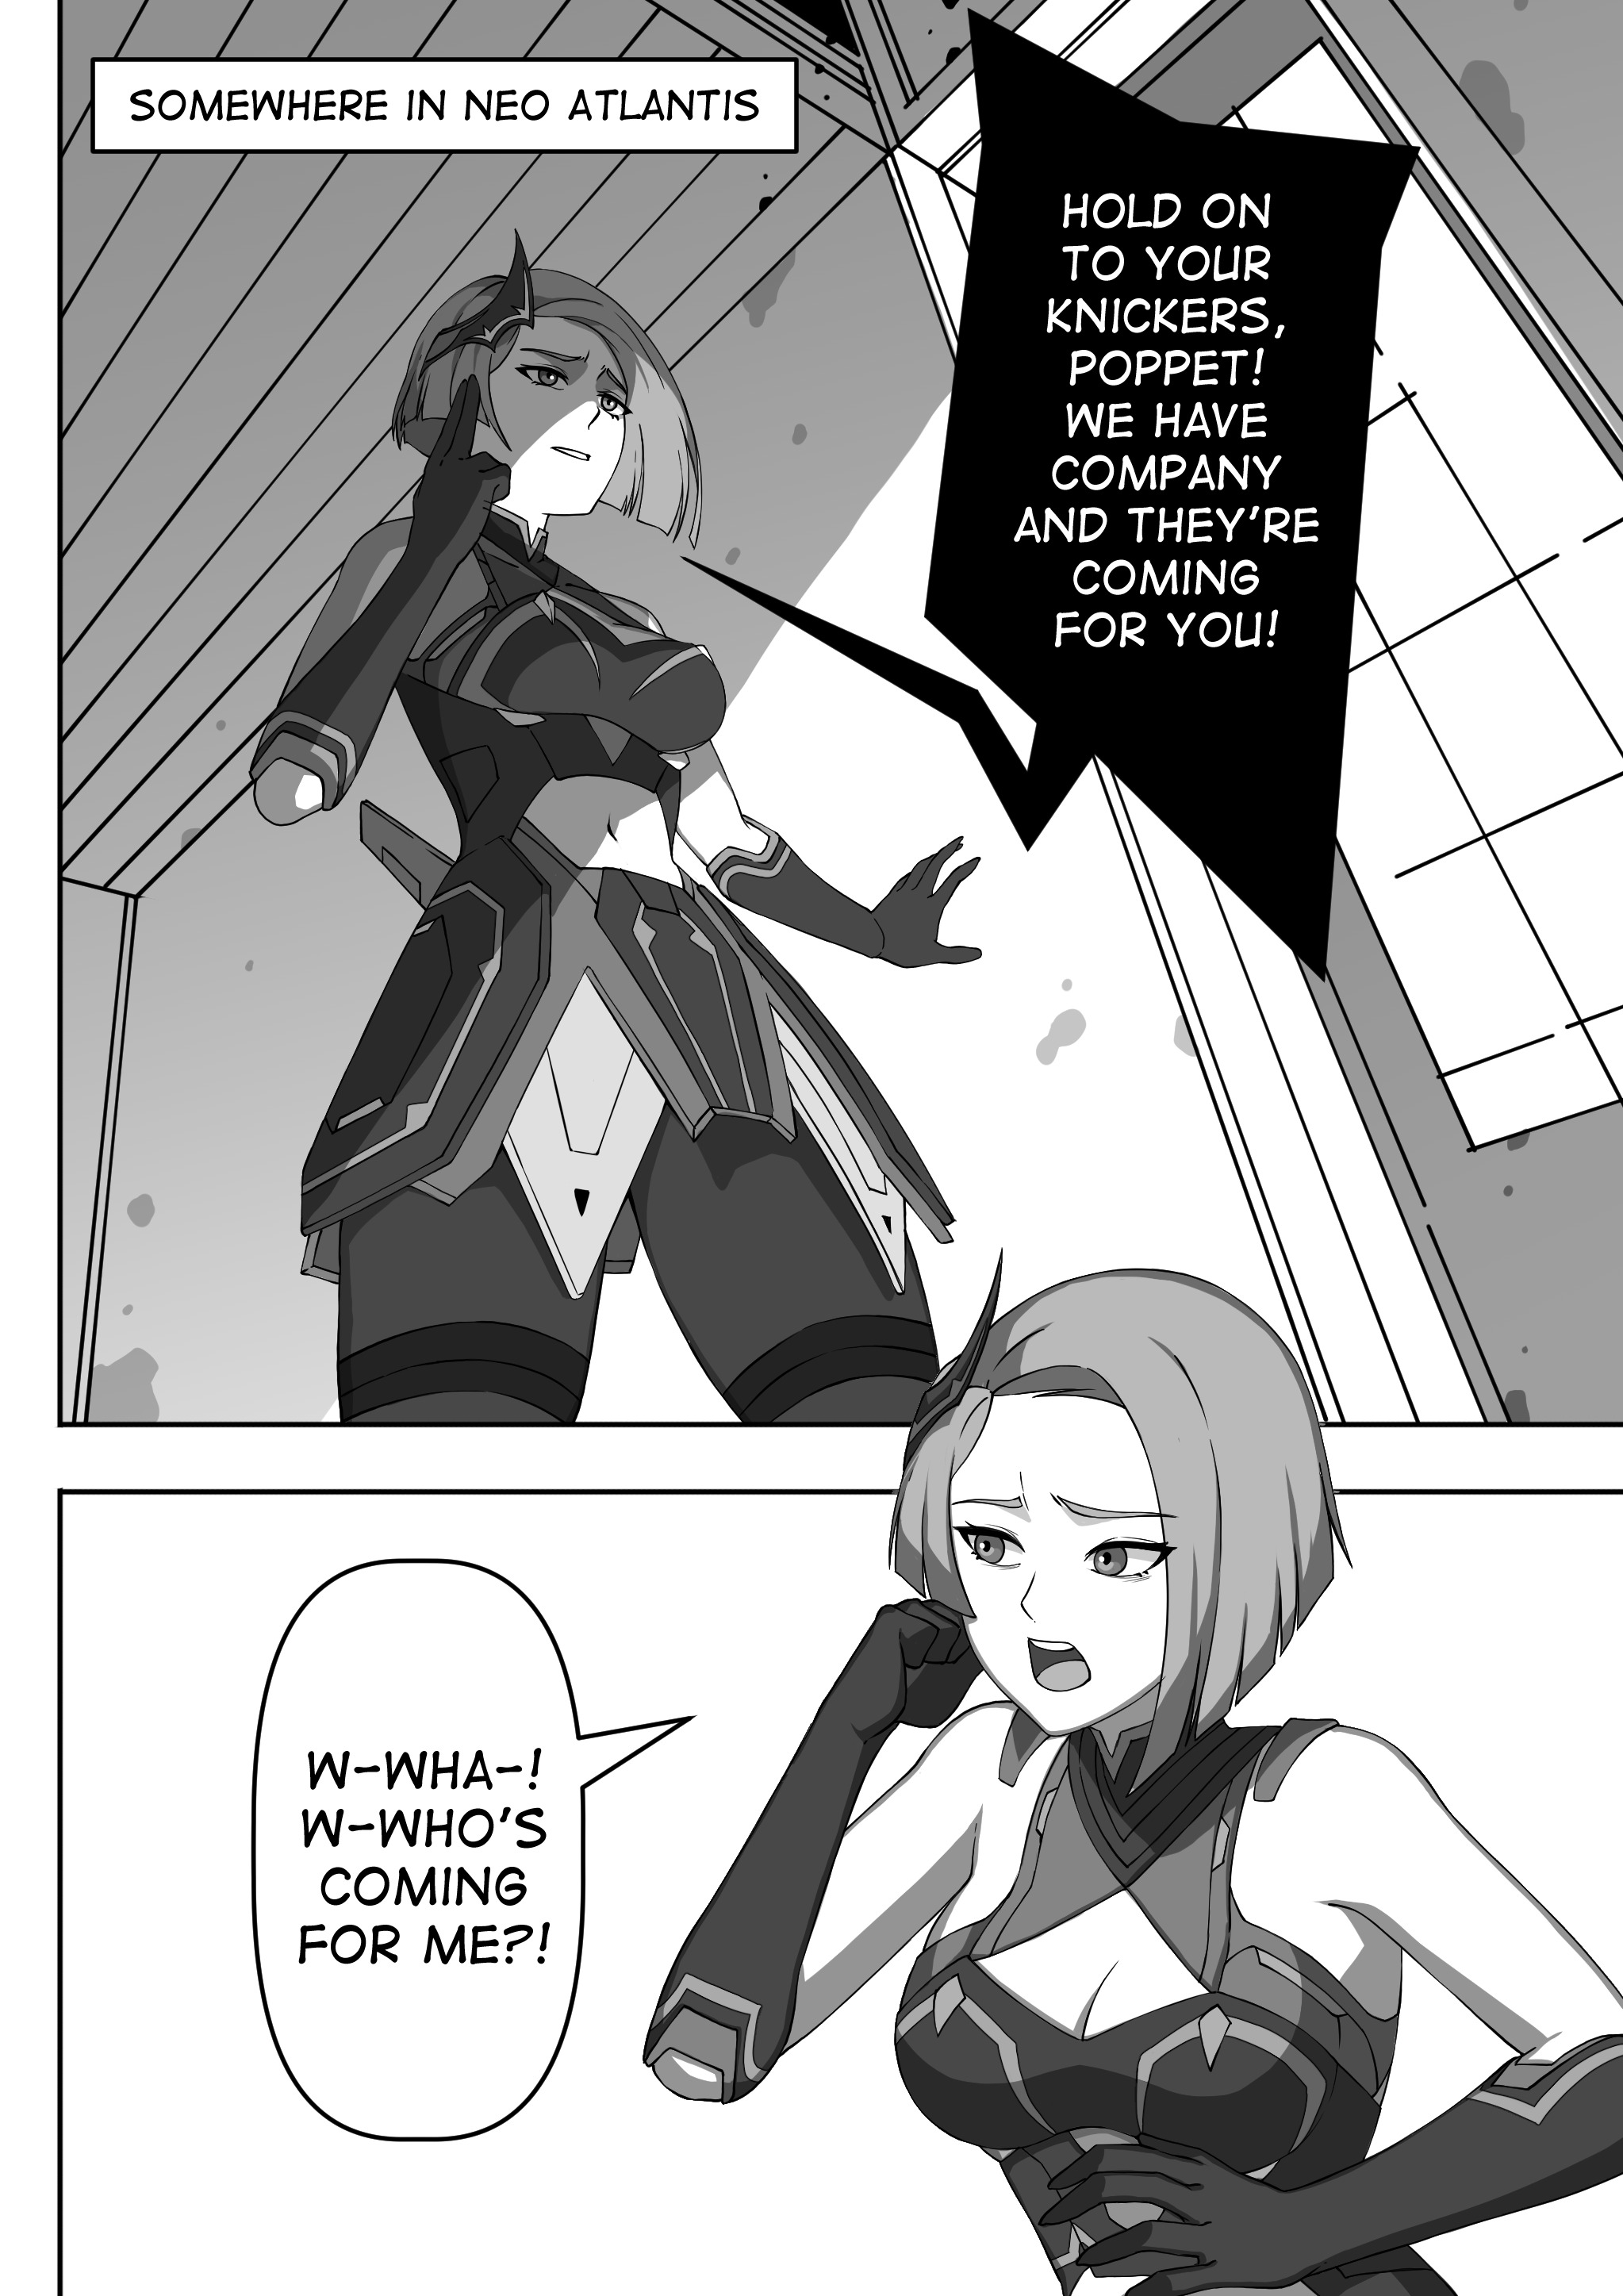 SOMEWHERE IN NEO ATLANTIS
HOLD ON
TO YOUR
KNICKERS,
POPPET!
WE HAVE
COMPANY
AND THEY'RE
COMING
FOR YOU!
W-WHA-!
W-WHO'S
COMING
FOR ME?!